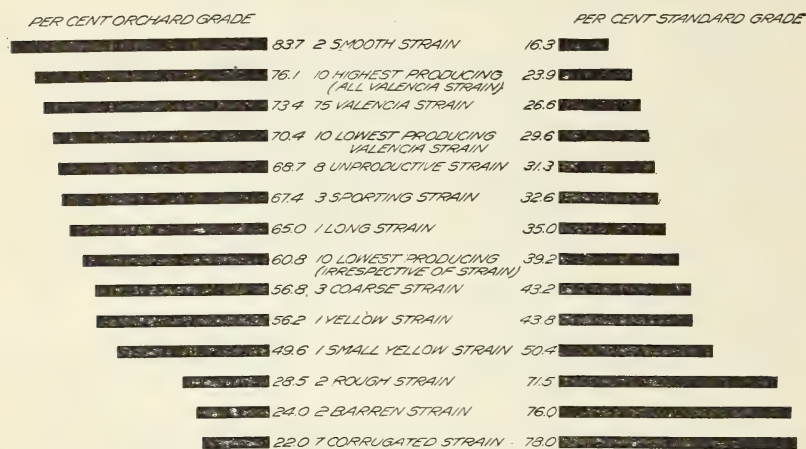 PER CENT ORCHARD GRADE PER CENT STANDARD GRADE
83.7 2 SMOOTH STRAIN 16.3
76.1 10 HIGHEST PRODUCING 23.9
(ALL VALENCIA STRAIN)
73.4 75 VALENCIA STRAIN 26.6
70.4 10 LOWEST PRODUCING 29.6
VALENCIA STRAIN
68.7 8 UNPRODUCTIVE STRAIN 31.3
67.4 3 SPORTING STRAIN 32.6
65.0 1 LONG STRAIN 35.0
60.8 10 LOWEST PRODUCING 39.2
(IRRESPECTIVE OF STRAIN)
56.8 3 COARSE STRAIN 43.2
56.2 1 YELLOW STRAIN 43.8
49.6 1 SMALL YELLOW STRAIN 50.4
28.5 2 ROUGH STRAIN 71.5
24.0 2 BARREN STRAIN 76.0
22.0 7 CORRUGATED STRAIN 78.0